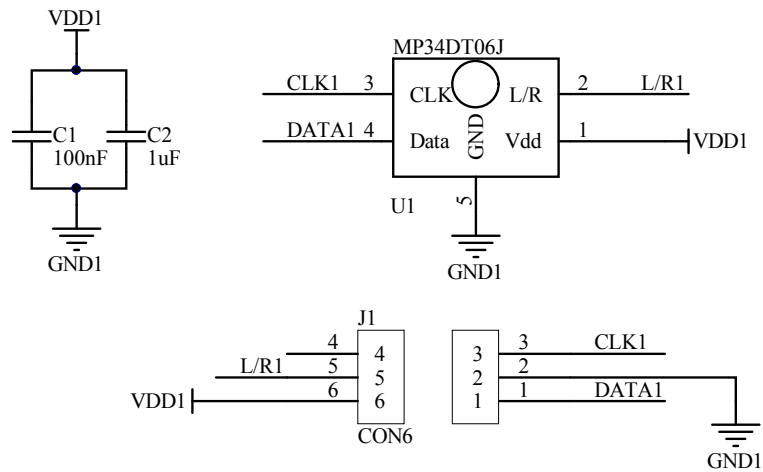 VDD1
C1
100nF
C2
1uF
GND1
MP34DT06J
CLK1 3 CLK L/R 2 L/R1
DATA1 4 Data GND Vdd 1 VDD1
U1
5
GND1
J1
4 4
L/R1 5 5
VDD1 6 6
CON6
3 3 CLK1
2 2
1 1 DATA1
GND1